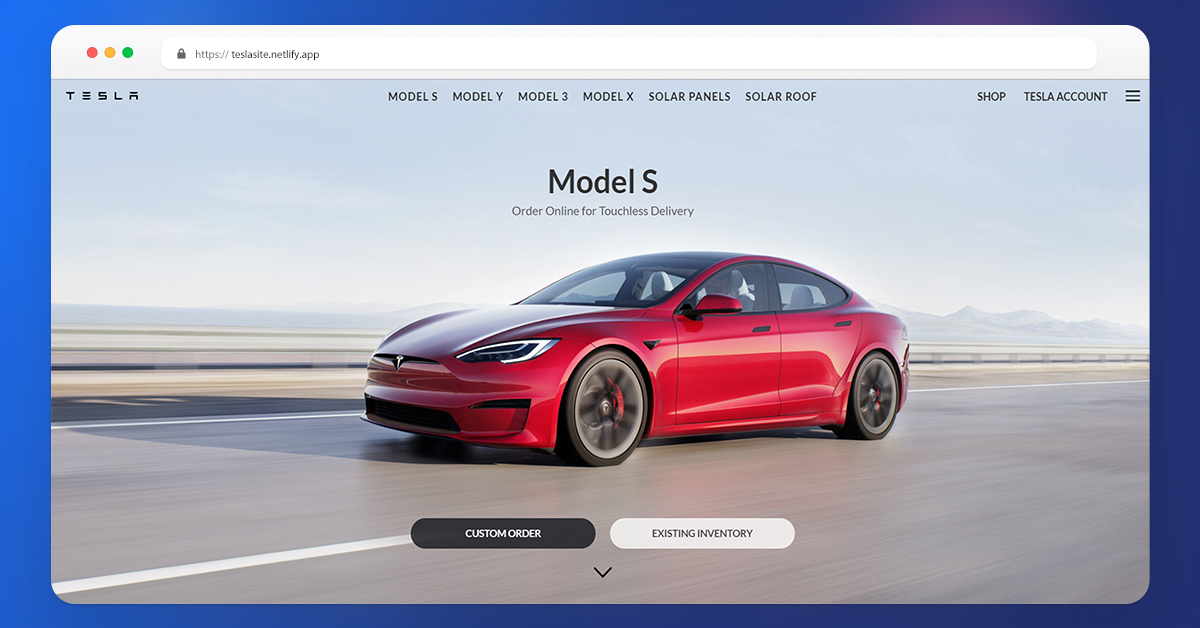 https:// teslasite.netlify.app
TESLA MODEL S MODEL Y MODEL 3 MODEL X SOLAR PANELS SOLAR ROOF SHOP TESLA ACCOUNT
Model S
Order Online for Touchless Delivery
CUSTOM ORDER EXISTING INVENTORY